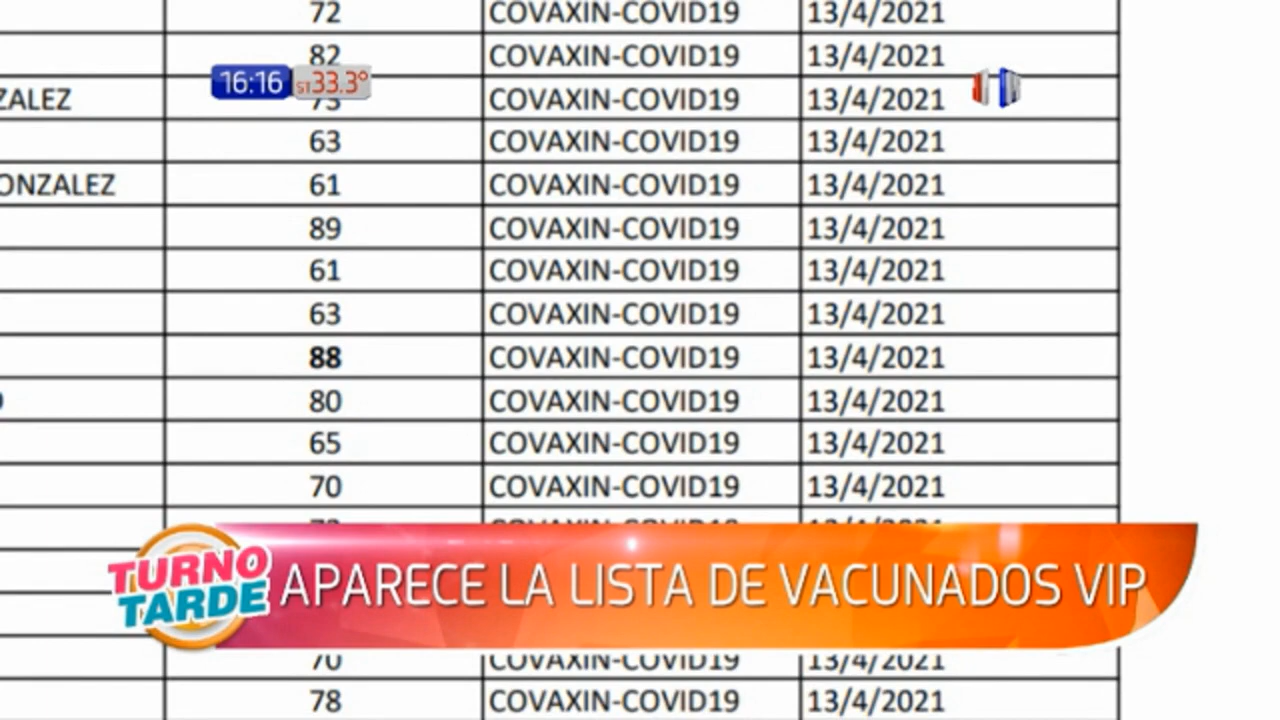 72 COVAXIN-COVID19 13/4/2021
82 COVAXIN-COVID19 13/4/2021
16:16 ST 33.3°
ZALEZ 73 COVAXIN-COVID19 13/4/2021
63 COVAXIN-COVID19 13/4/2021
ONZALEZ 61 COVAXIN-COVID19 13/4/2021
89 COVAXIN-COVID19 13/4/2021
61 COVAXIN-COVID19 13/4/2021
63 COVAXIN-COVID19 13/4/2021
88 COVAXIN-COVID19 13/4/2021
80 COVAXIN-COVID19 13/4/2021
65 COVAXIN-COVID19 13/4/2021
70 COVAXIN-COVID19 13/4/2021
TURNO
TARDE
APARECE LA LISTA DE VACUNADOS VIP
70 COVAXIN-COVID19 13/4/2021
78 COVAXIN-COVID19 13/4/2021